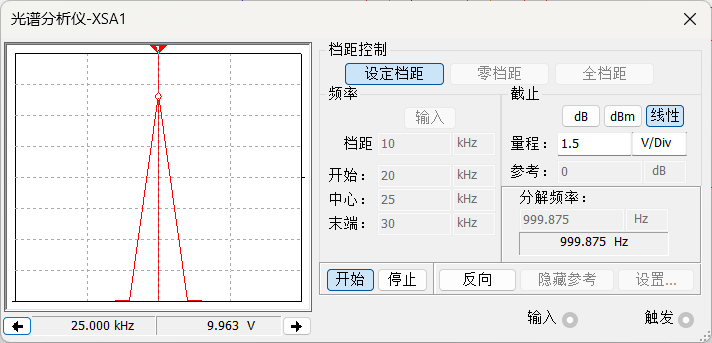 光谱分析仪-XSA1
档距控制
设定档距 零档距 全档距
频率
输入
档距 10 kHz
开始： 20 kHz
中心： 25 kHz
末端： 30 kHz
截止
dB dBm 线性
量程： 1.5 V/Div
参考： 0 dB
分解频率：
999.875 Hz
999.875 Hz
开始 停止 反向 隐藏参考 设置...
25.000 kHz 9.963 V
输入 触发